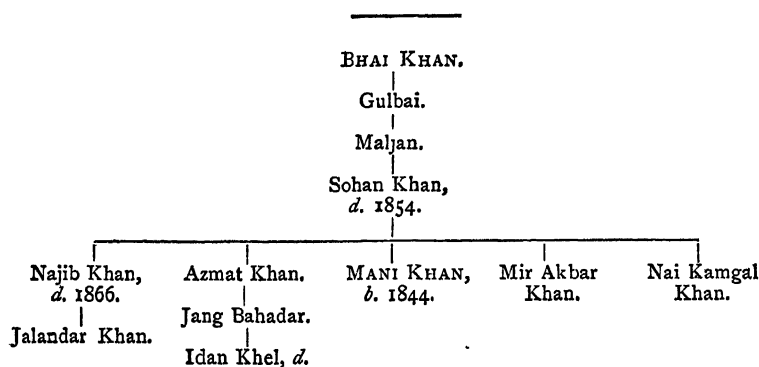 BHAI KHAN.
Gulbai.
Maljan.
Sohan Khan,
d. 1854.
Najib Khan,
d. 1866.
Jalandar Khan.
Azmat Khan.
Jang Bahadar.
Idan Khel, d.
MANI KHAN,
b. 1844.
Mir Akbar
Khan.
Nai Kamgal
Khan.